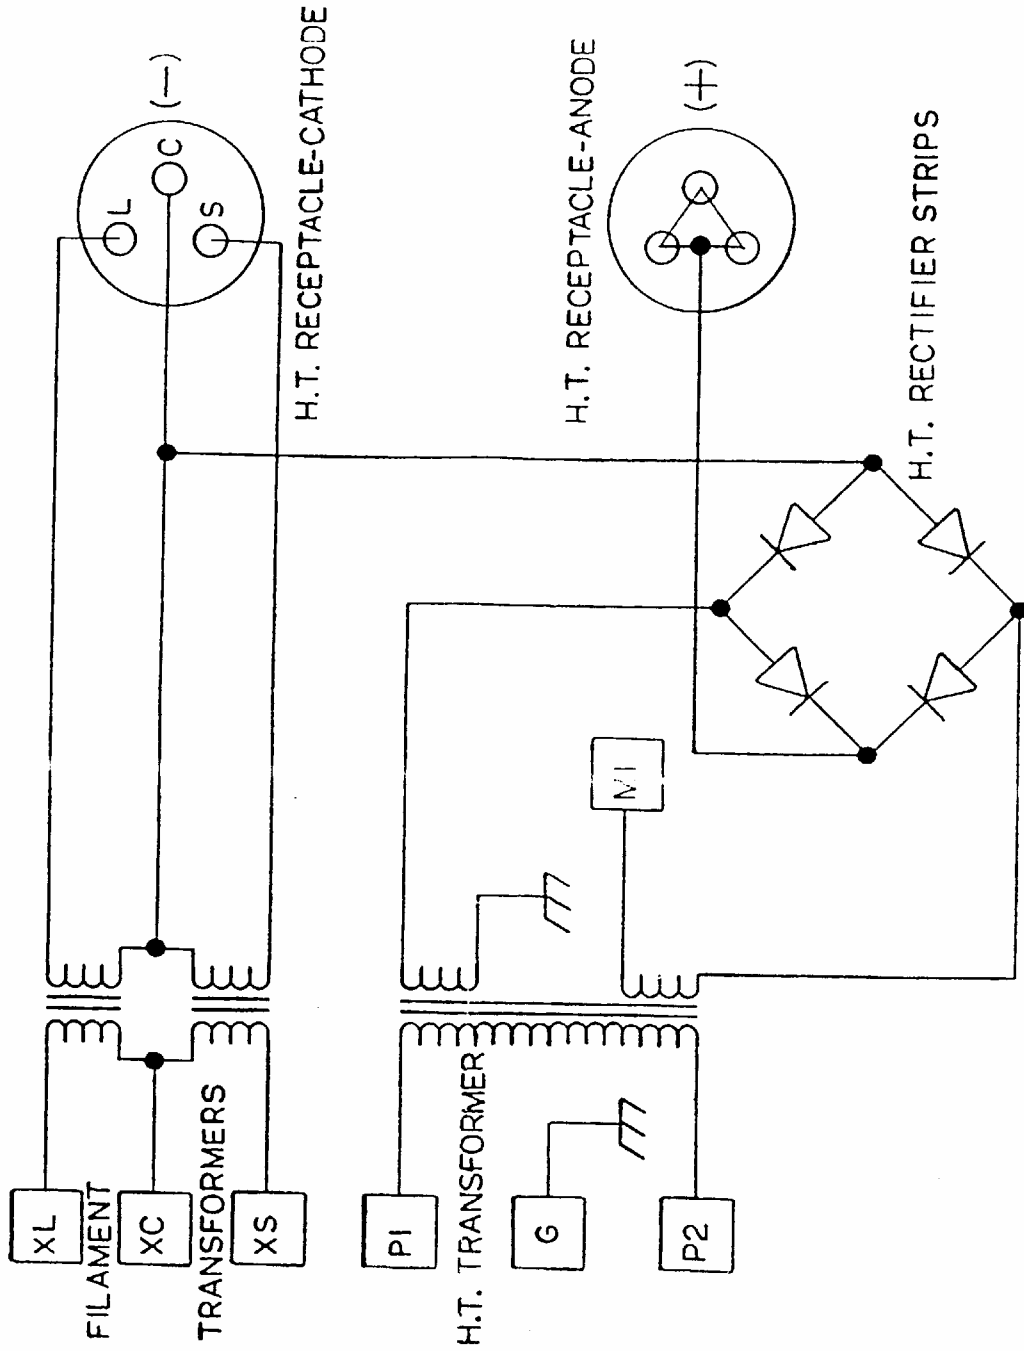 L
C
S
(−)
H.T. RECEPTACLE-CATHODE
H.T. RECEPTACLE-ANODE
(+)
H.T. RECTIFIER STRIPS
M1
XL
FILAMENT
XC
TRANSFORMERS
XS
P1
H.T. TRANSFORMER
G
P2